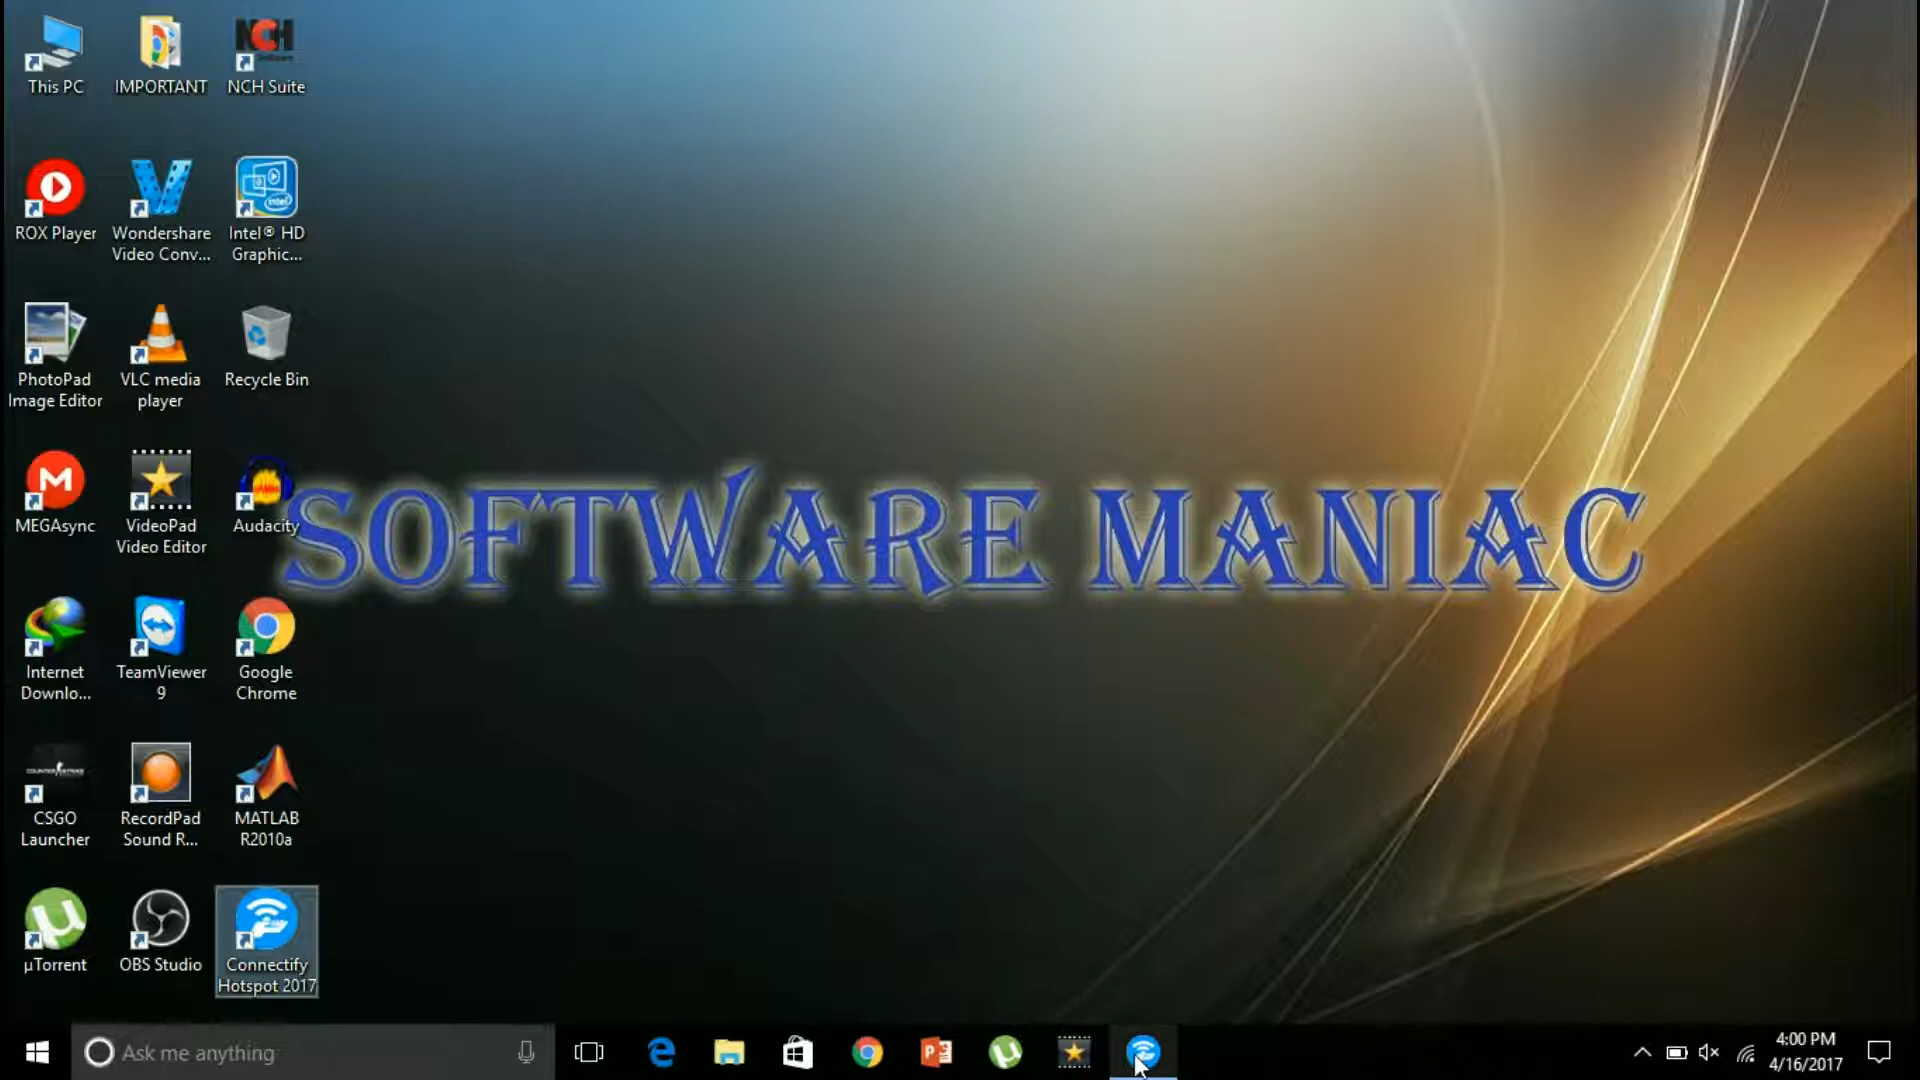 This PC
IMPORTANT
NCH
NCH Suite
ROX Player
Wondershare
Video Conv...
intel
Intel® HD
Graphic...
PhotoPad
Image Editor
VLC media
player
Recycle Bin
MEGAsync
VideoPad
Video Editor
Audacity
SOFTWARE MANIAC
Internet
Downlo...
TeamViewer
9
Google
Chrome
CSGO
Launcher
RecordPad
Sound R...
MATLAB
R2010a
µTorrent
OBS Studio
Connectify
Hotspot 2017
Ask me anything
4:00 PM
4/16/2017